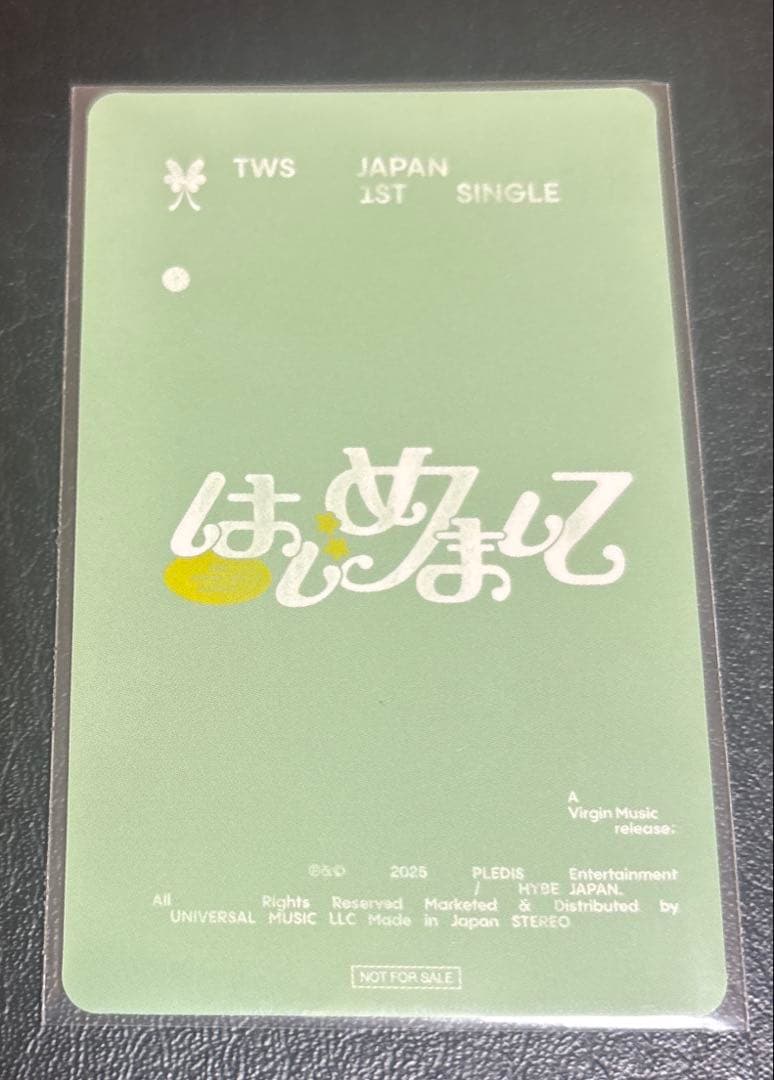 TWS JAPAN
1ST SINGLE
はじめまして
A
Virgin Music
release:
℗&© 2025 PLEDIS Entertainment
/ HYBE JAPAN.
All Rights Reserved Marketed & Distributed by
UNIVERSAL MUSIC LLC Made in Japan STEREO
NOT FOR SALE